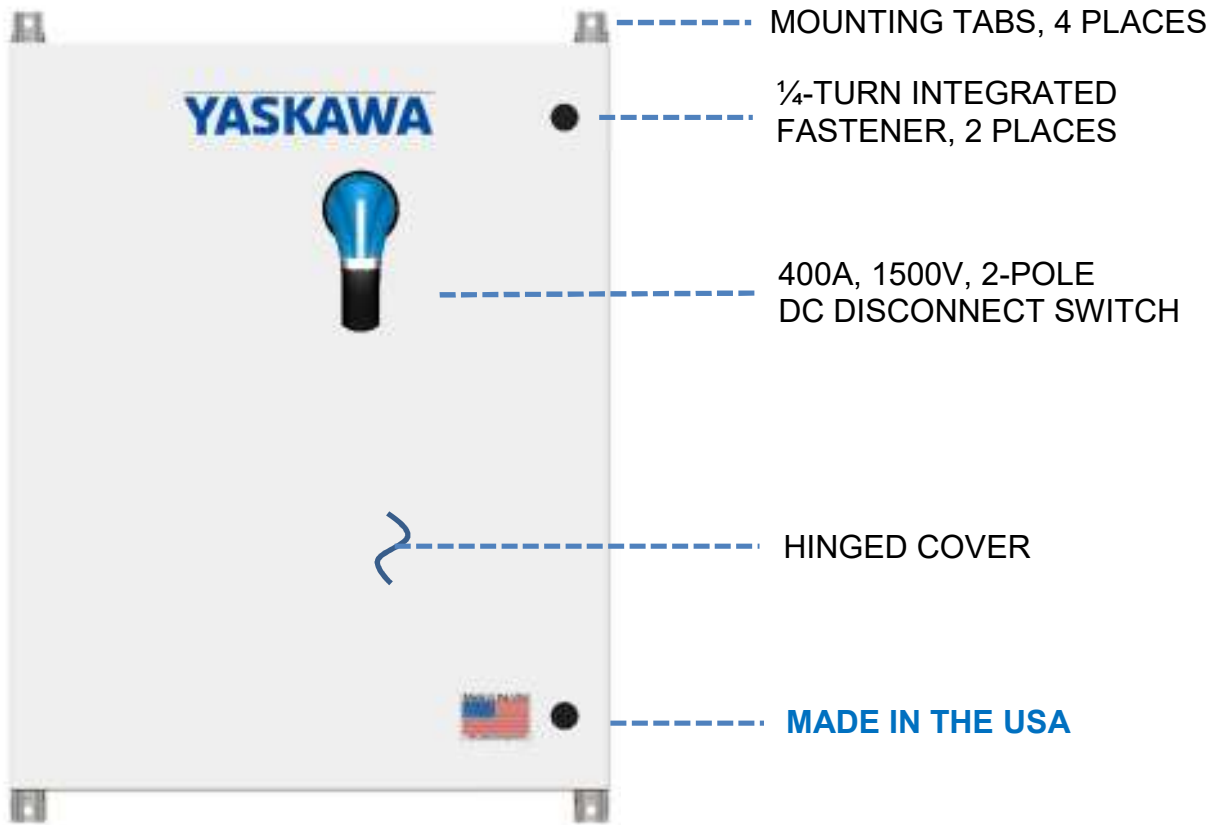 MOUNTING TABS, 4 PLACES
YASKAWA
¼-TURN INTEGRATED
FASTENER, 2 PLACES
400A, 1500V, 2-POLE
DC DISCONNECT SWITCH
HINGED COVER
MADE IN THE USA